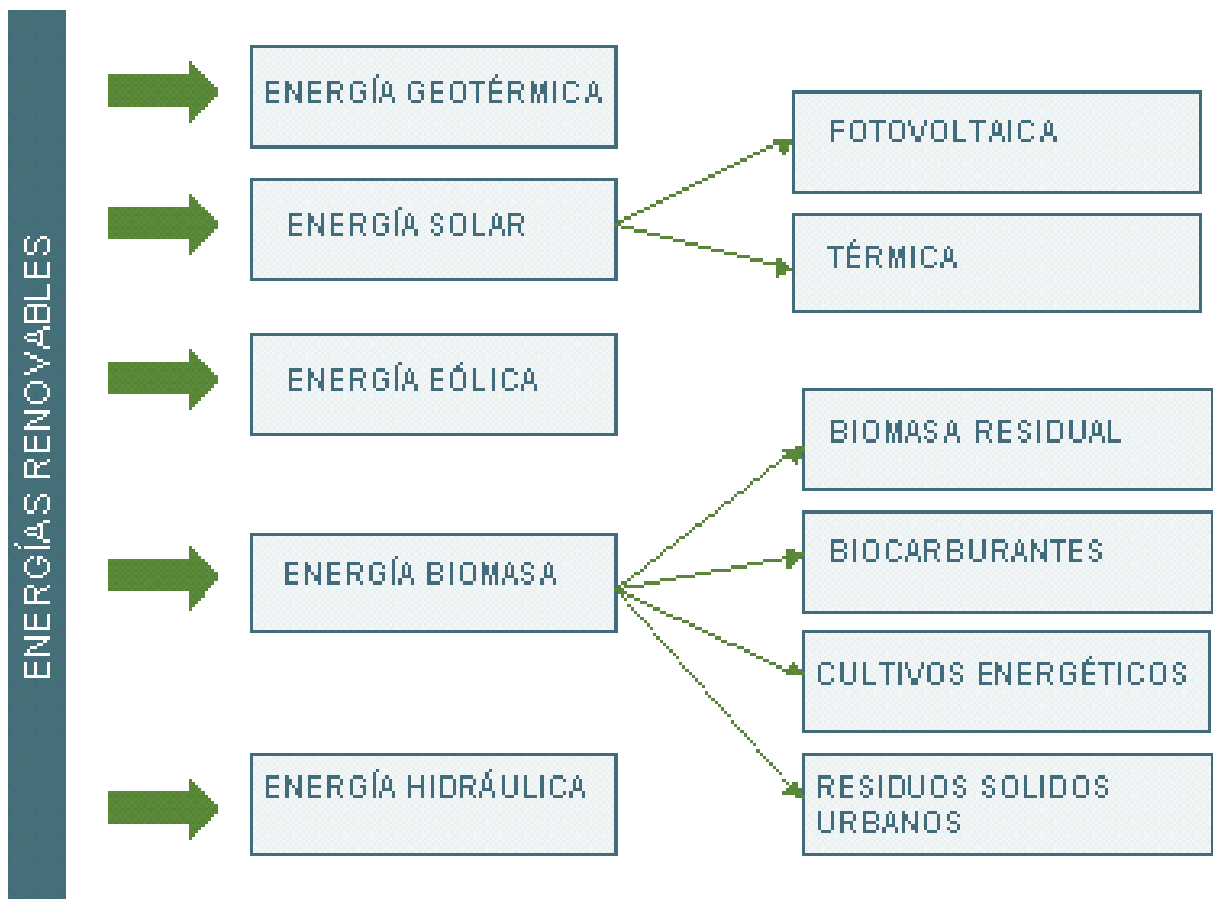 ENERGÍAS RENOVABLES
ENERGÍA GEOTÉRMICA
ENERGÍA SOLAR
FOTOVOLTAICA
TÉRMICA
ENERGÍA EÓLICA
ENERGÍA BIOMASA
BIOMASA RESIDUAL
BIOCARBURANTES
CULTIVOS ENERGÉTICOS
RESIDUOS SOLIDOS
URBANOS
ENERGÍA HIDRÁULICA